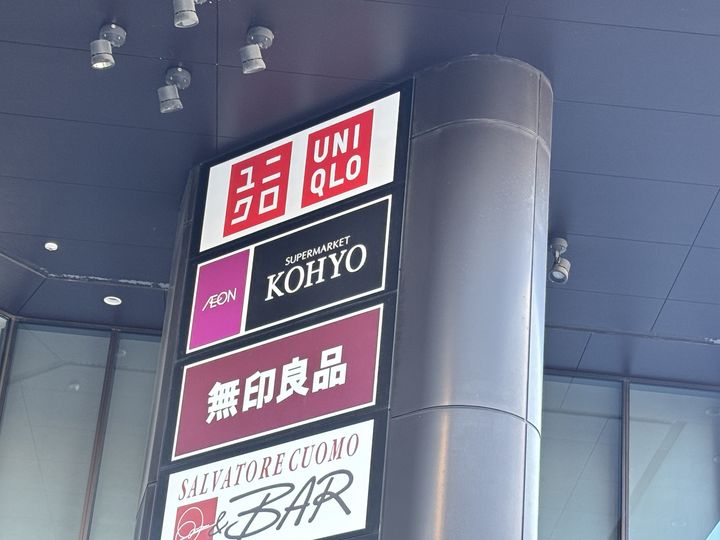 ユニ
クロ
UNI
QLO
ÆON
SUPERMARKET
KOHYO
無印良品
SALVATORE CUOMO
& BAR